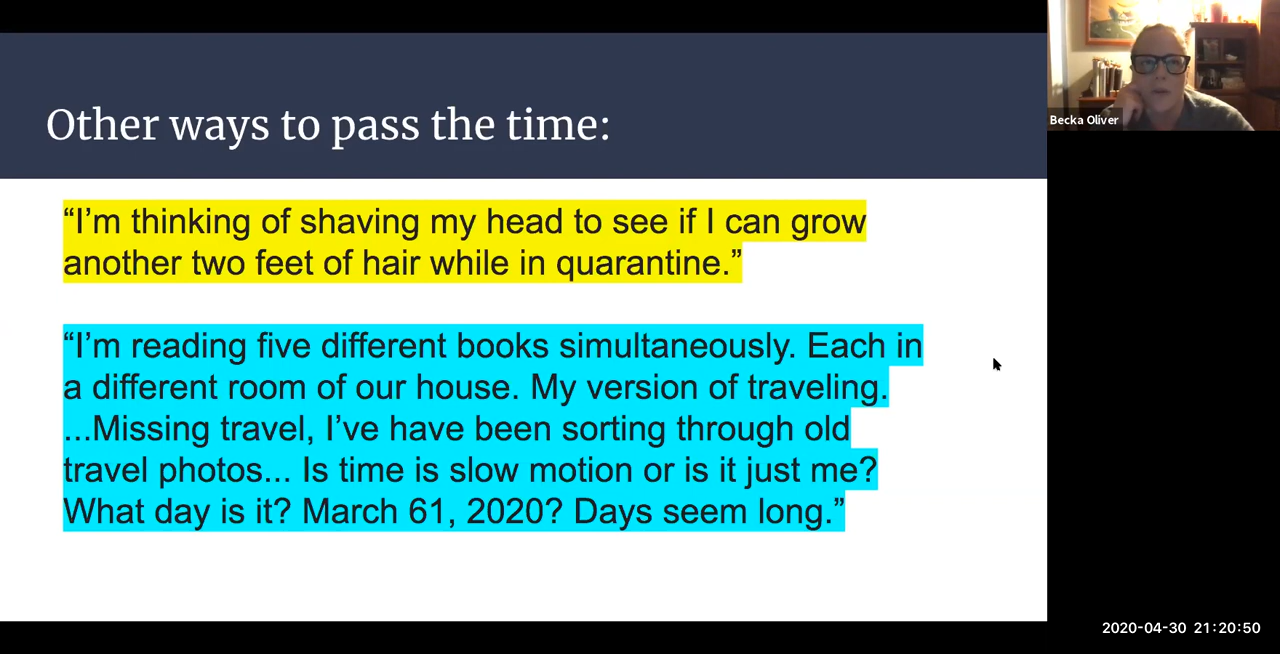 Other ways to pass the time:
“I’m thinking of shaving my head to see if I can grow
another two feet of hair while in quarantine.”
“I’m reading five different books simultaneously. Each in
a different room of our house. My version of traveling.
...Missing travel, I’ve have been sorting through old
travel photos... Is time is slow motion or is it just me?
What day is it? March 61, 2020? Days seem long.”
Becka Oliver
2020-04-30 21:20:50